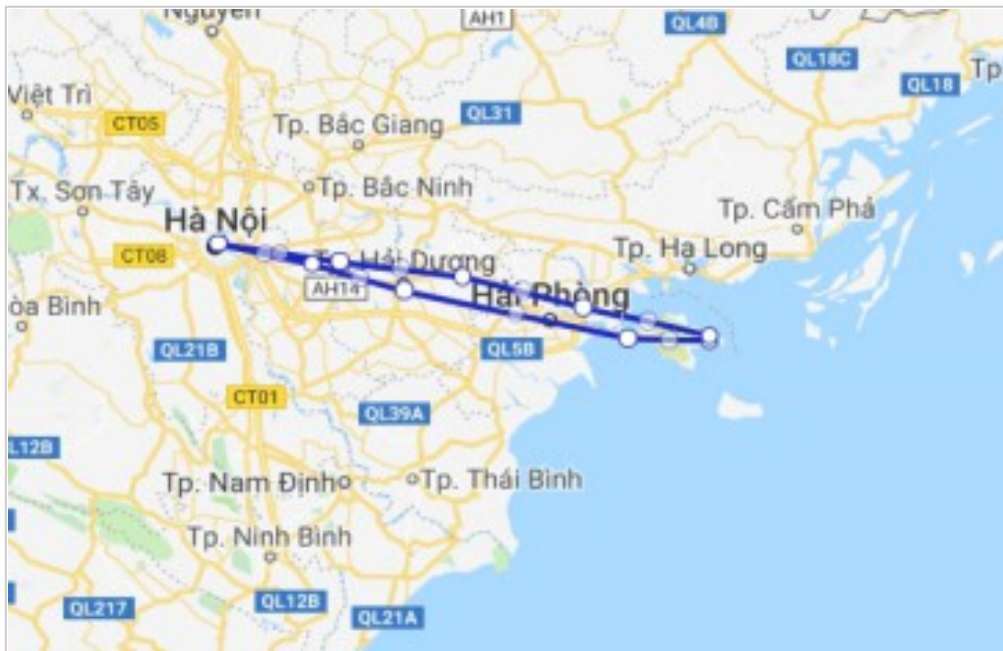 Nguyên
AH1
QL4B
QL18C
Tp
QL18
Việt Trì
CT05
QL31
Tp. Bắc Giang
Tx. Sơn Tây
Tp. Bắc Ninh
Hà Nội
Tp. Cẩm Phả
CT08
Tp. Hải Dương
Tp. Hạ Long
AH14
Hải Phòng
òa Bình
QL21B
QL5B
CT01
QL39A
L12B
Tp. Nam Định
Tp. Thái Bình
Tp. Ninh Bình
QL217
QL12B
QL21A